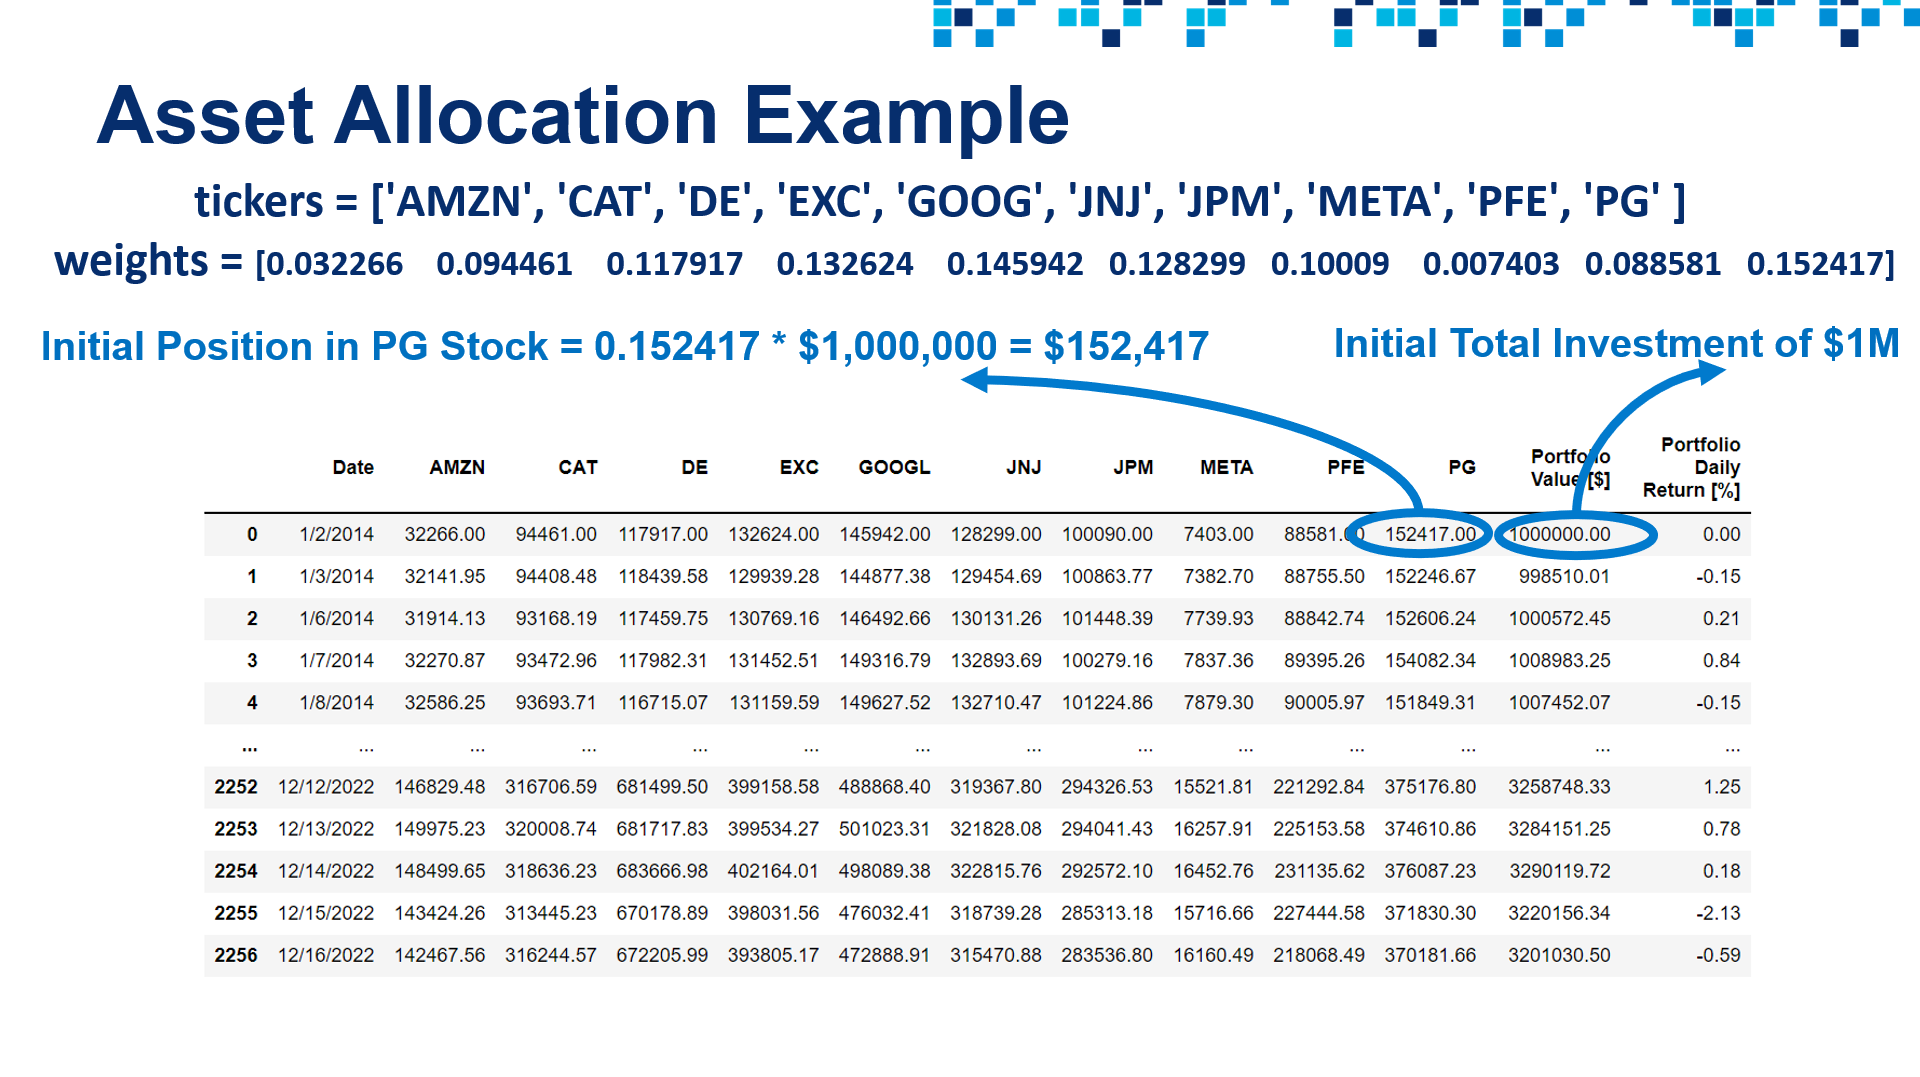 Asset Allocation Example
tickers = ['AMZN', 'CAT', 'DE', 'EXC', 'GOOG', 'JNJ', 'JPM', 'META', 'PFE', 'PG' ]
weights = [0.032266 0.094461 0.117917 0.132624 0.145942 0.128299 0.10009 0.007403 0.088581 0.152417]
Initial Position in PG Stock = 0.152417 * $1,000,000 = $152,417
Initial Total Investment of $1M
Date AMZN CAT DE EXC GOOGL JNJ JPM META PFE PG Portfolio Value [$] Portfolio Daily Return [%]
0 1/2/2014 32266.00 94461.00 117917.00 132624.00 145942.00 128299.00 100090.00 7403.00 88581.00 152417.00 1000000.00 0.00
1 1/3/2014 32141.95 94408.48 118439.58 129939.28 144877.38 129454.69 100863.77 7382.70 88755.50 152246.67 998510.01 -0.15
2 1/6/2014 31914.13 93168.19 117459.75 130769.16 146492.66 130131.26 101448.39 7739.93 88842.74 152606.24 1000572.45 0.21
3 1/7/2014 32270.87 93472.96 117982.31 131452.51 149316.79 132893.69 100279.16 7837.36 89395.26 154082.34 1008983.25 0.84
4 1/8/2014 32586.25 93693.71 116715.07 131159.59 149627.52 132710.47 101224.86 7879.30 90005.97 151849.31 1007452.07 -0.15
... ... ... ... ... ... ... ... ... ... ... ... ... ...
2252 12/12/2022 146829.48 316706.59 681499.50 399158.58 488868.40 319367.80 294326.53 15521.81 221292.84 375176.80 3258748.33 1.25
2253 12/13/2022 149975.23 320008.74 681717.83 399534.27 501023.31 321828.08 294041.43 16257.91 225153.58 374610.86 3284151.25 0.78
2254 12/14/2022 148499.65 318636.23 683666.98 402164.01 498089.38 322815.76 292572.10 16452.76 231135.62 376087.23 3290119.72 0.18
2255 12/15/2022 143424.26 313445.23 670178.89 398031.56 476032.41 318739.28 285313.18 15716.66 227444.58 371830.30 3220156.34 -2.13
2256 12/16/2022 142467.56 316244.57 672205.99 393805.17 472888.91 315470.88 283536.80 16160.49 218068.49 370181.66 3201030.50 -0.59